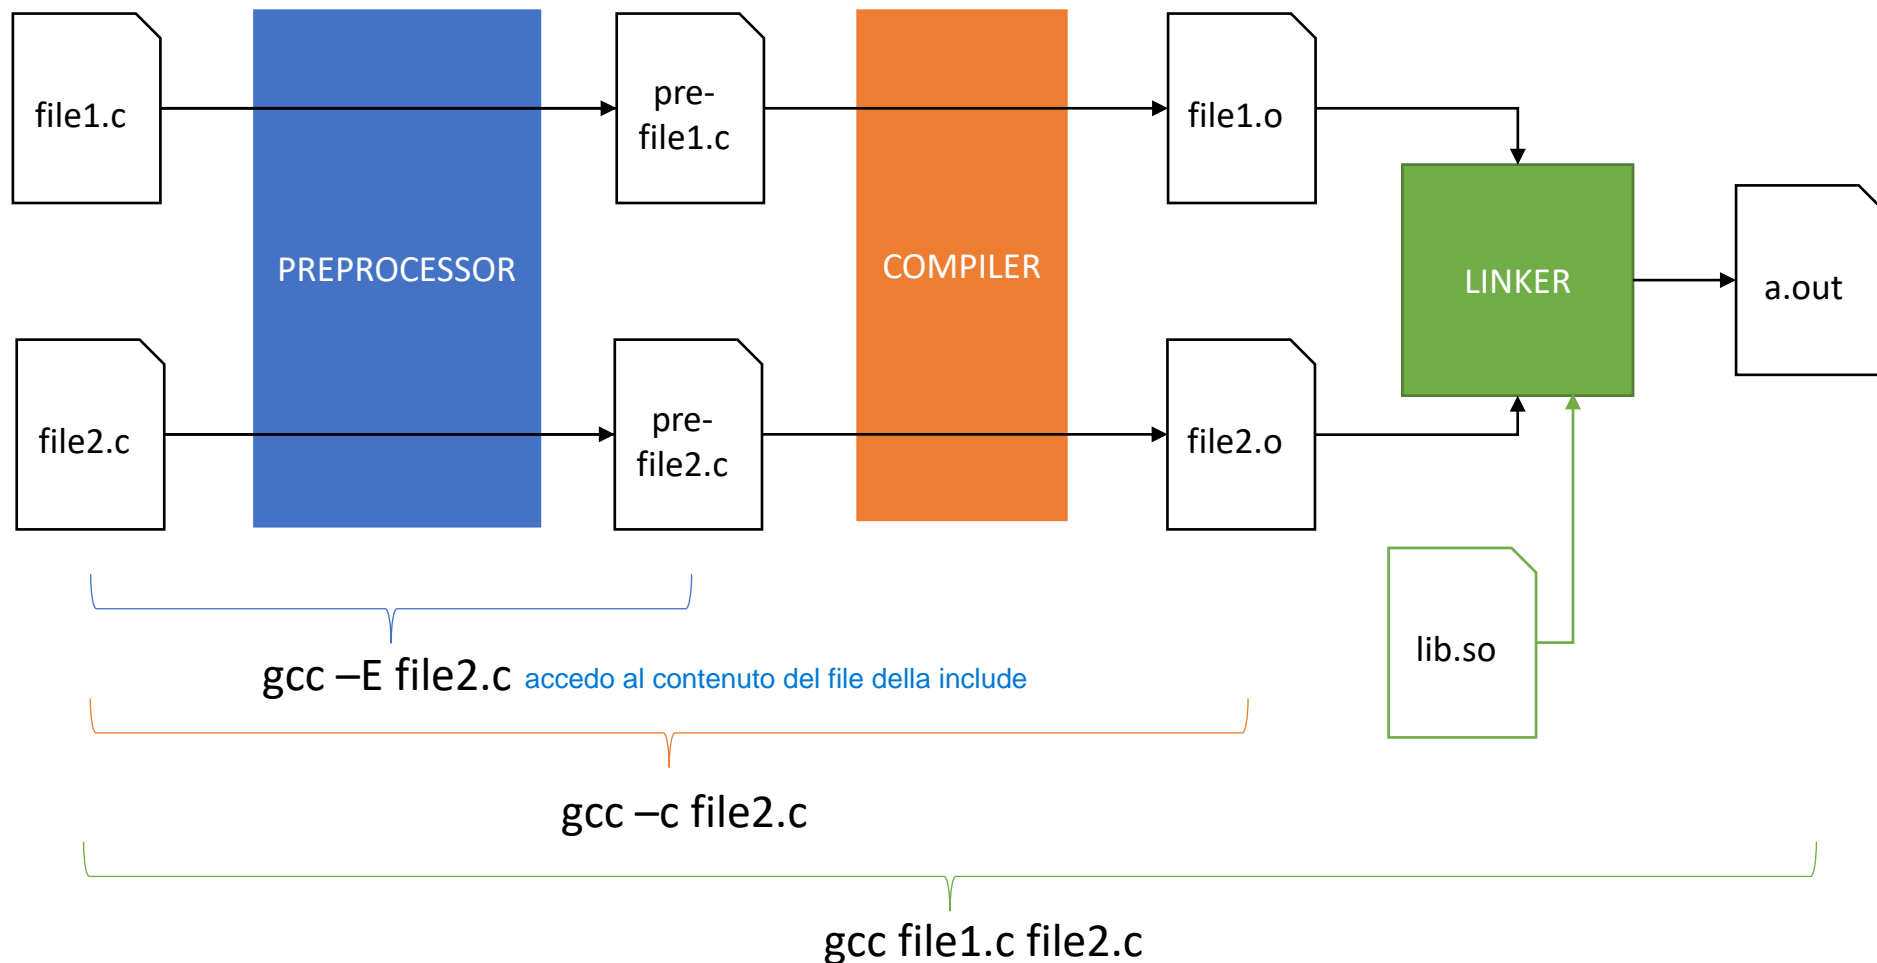 file1.c
pre-
file1.c
file1.o
PREPROCESSOR
COMPILER
LINKER
a.out
file2.c
pre-
file2.c
file2.o
lib.so
gcc –E file2.c accedo al contenuto del file della include
gcc –c file2.c
gcc file1.c file2.c